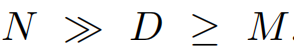 N ≫ D ≥ M.